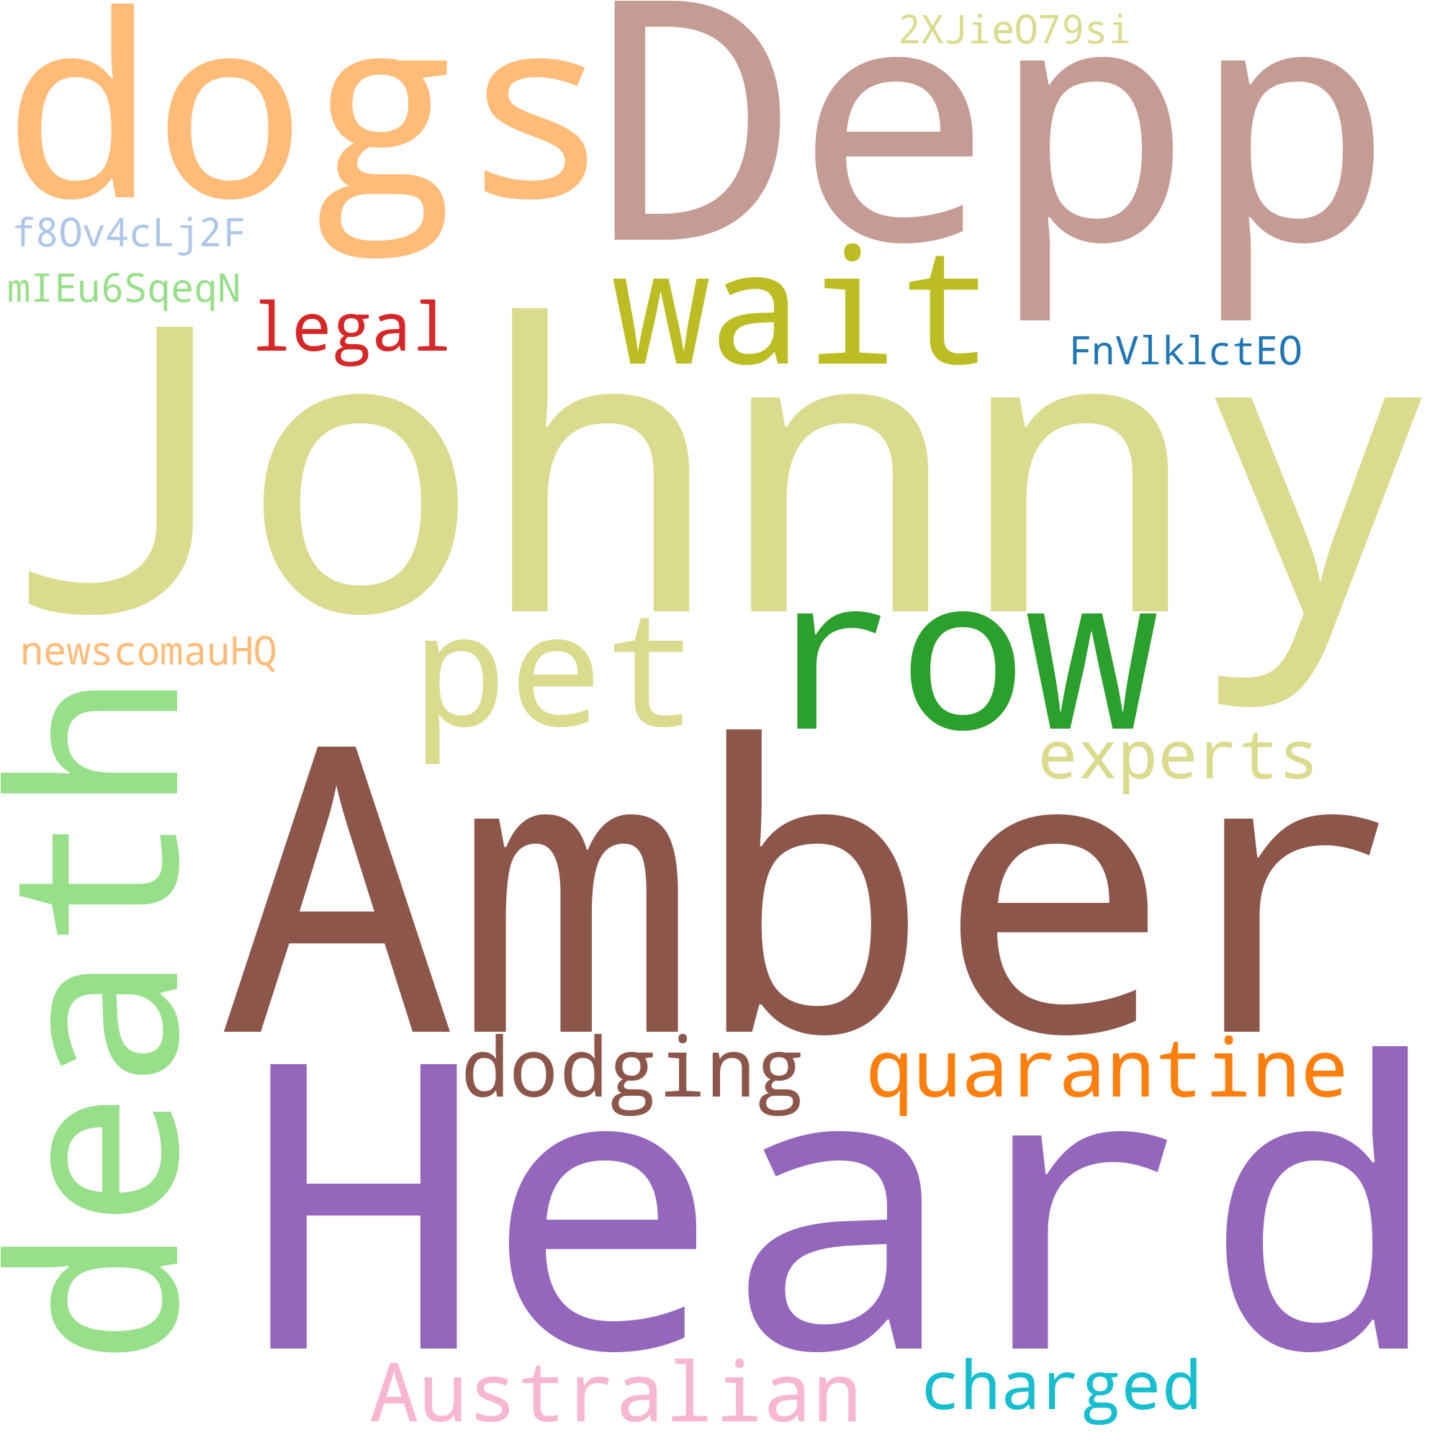 dogs
Depp
2XJieO79si
f8Ov4cLj2F
mIEu6SqeqN
legal
wait
FnVlklctEO
Johnny
newscomauHQ
pet
row
experts
death
Amber
dodging
quarantine
Heard
Australian
charged